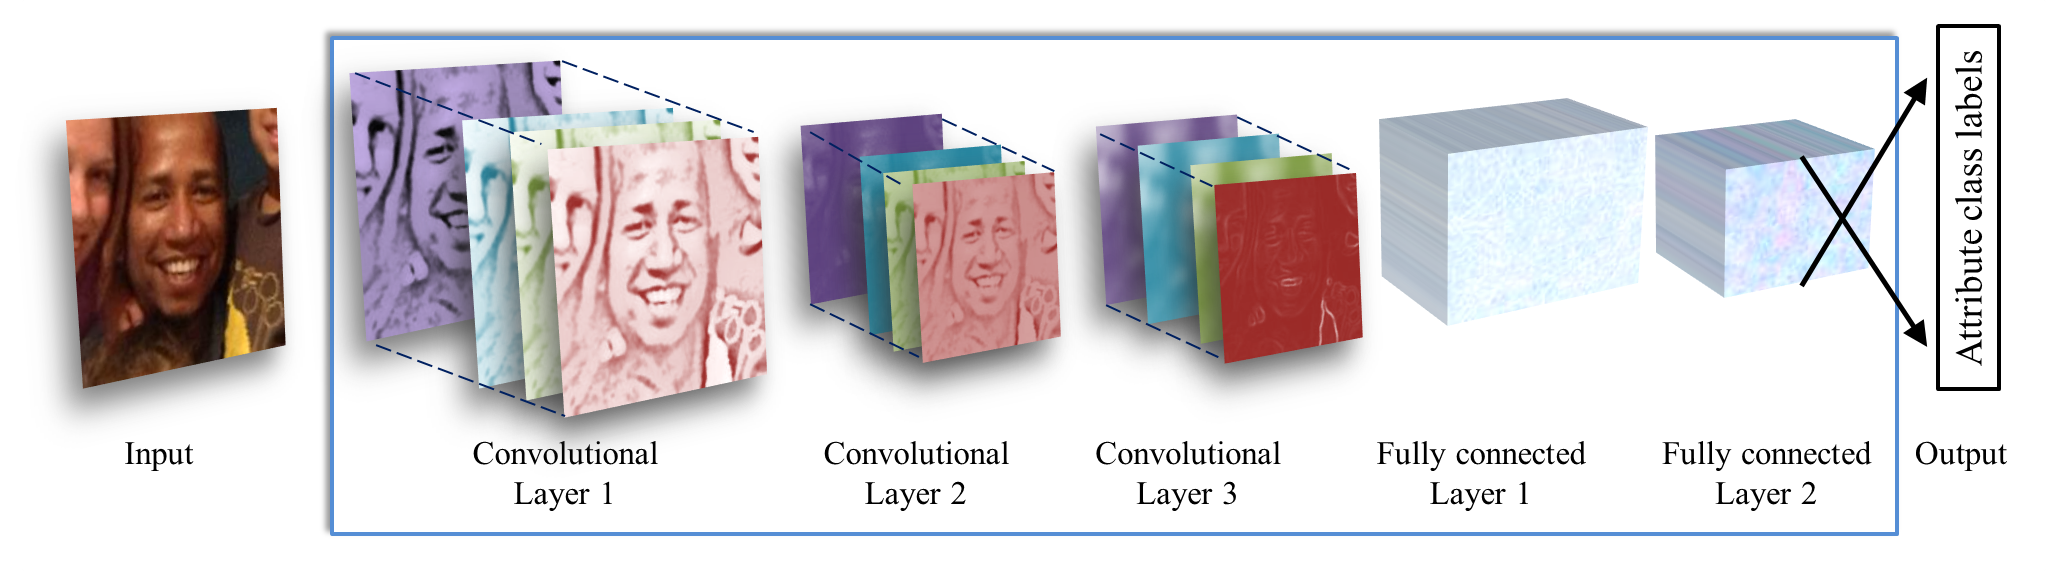 Attribute class labels
Input
Convolutional
Layer 1
Convolutional
Layer 2
Convolutional
Layer 3
Fully connected
Layer 1
Fully connected
Layer 2
Output